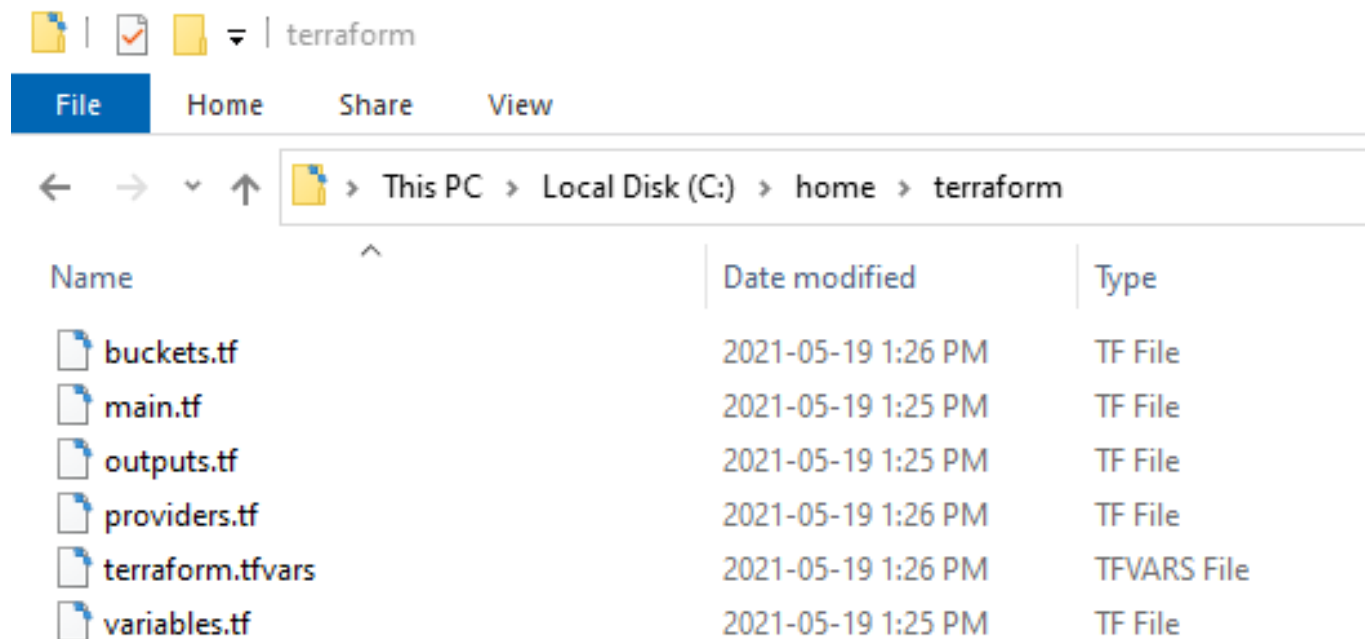 terraform
File Home Share View
This PC > Local Disk (C:) > home > terraform
Name Date modified Type
buckets.tf 2021-05-19 1:26 PM TF File
main.tf 2021-05-19 1:25 PM TF File
outputs.tf 2021-05-19 1:25 PM TF File
providers.tf 2021-05-19 1:26 PM TF File
terraform.tfvars 2021-05-19 1:26 PM TFVARS File
variables.tf 2021-05-19 1:25 PM TF File